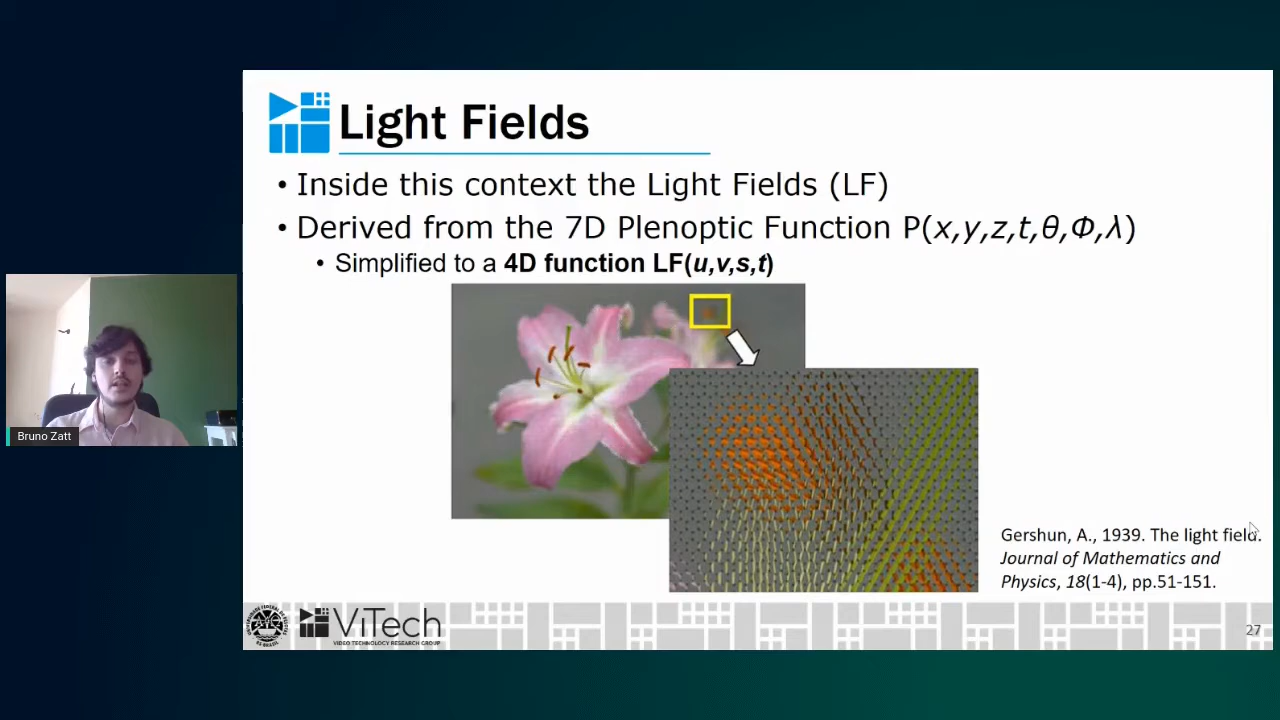 Light Fields
• Inside this context the Light Fields (LF)
• Derived from the 7D Plenoptic Function P(x,y,z,t,θ,Φ,λ)
• Simplified to a 4D function LF(u,v,s,t)
Bruno Zatt
Gershun, A., 1939. The light field.
Journal of Mathematics and
Physics, 18(1-4), pp.51-151.
ViTech
VIDEO TECHNOLOGY RESEARCH GROUP
27